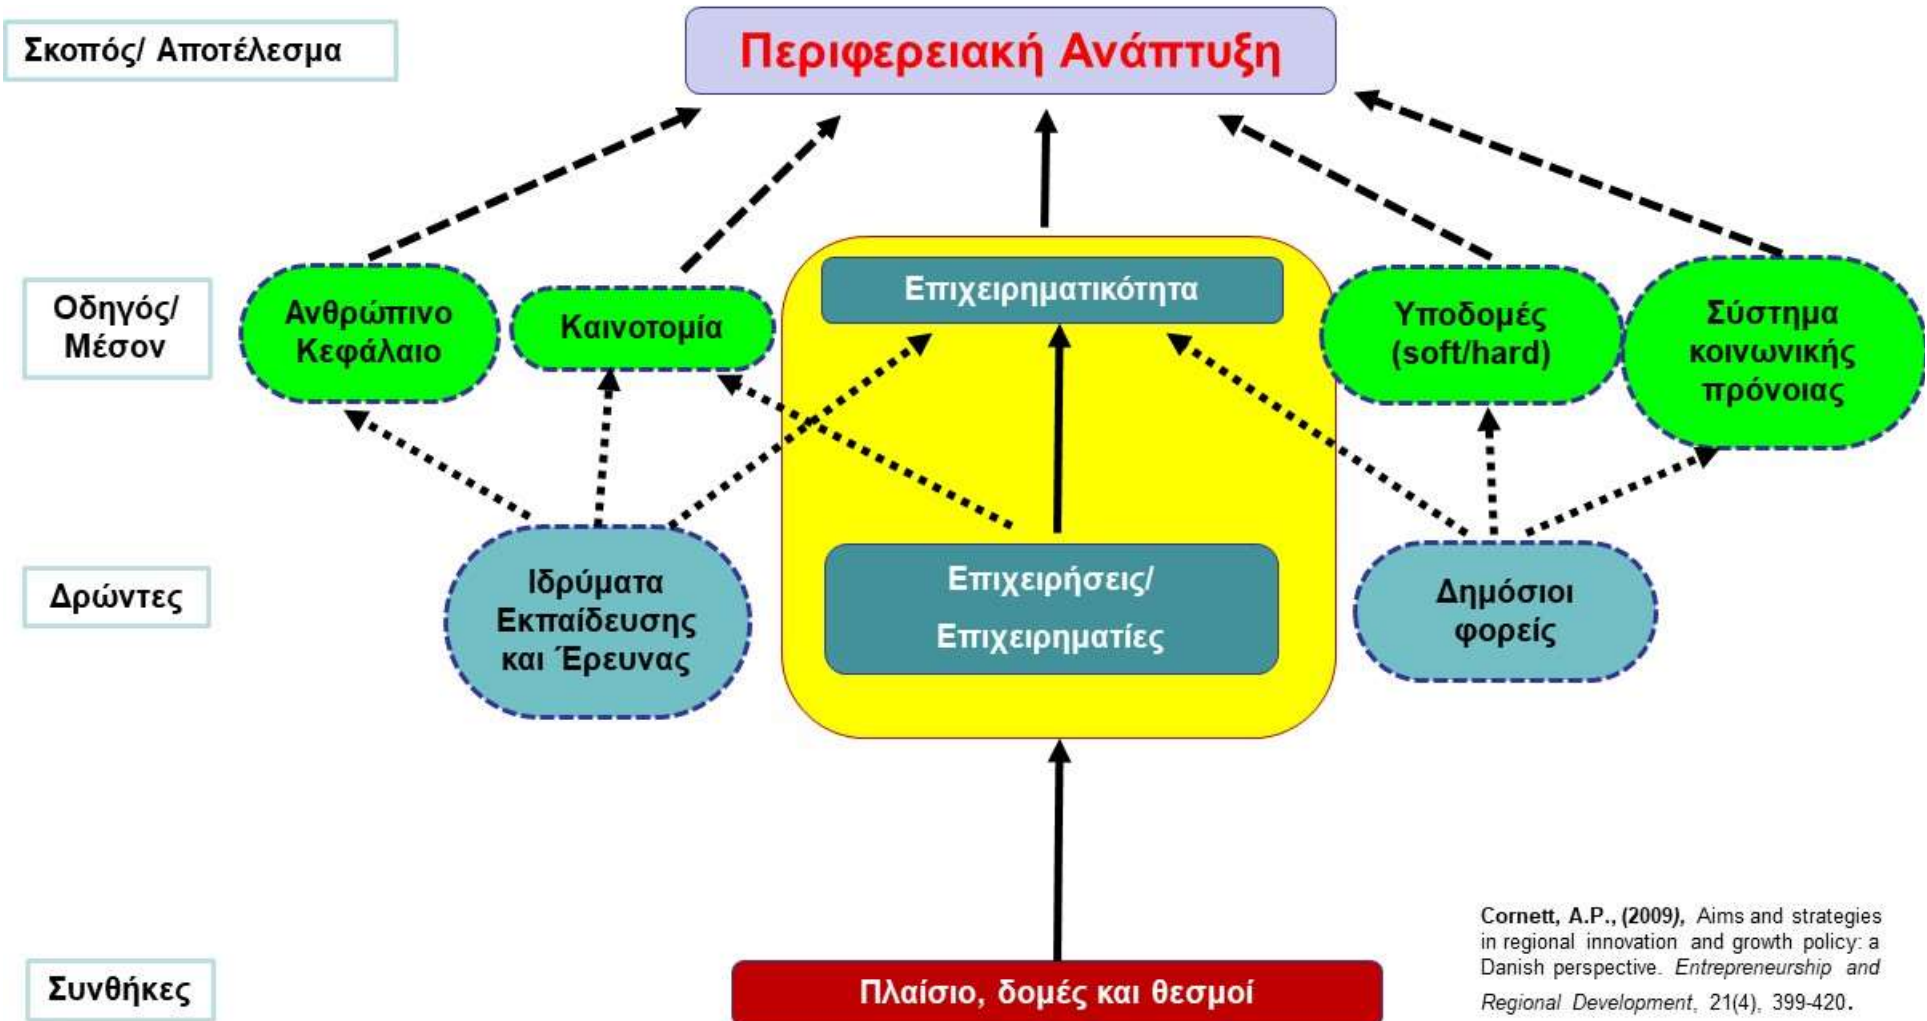 Σκοπός/ Αποτέλεσμα
Περιφερειακή Ανάπτυξη
Οδηγός/
Μέσον
Ανθρώπινο
Κεφάλαιο
Καινοτομία
Επιχειρηματικότητα
Υποδομές
(soft/hard)
Σύστημα
κοινωνικής
πρόνοιας
Δρώντες
Ιδρύματα
Εκπαίδευσης
και Έρευνας
Επιχειρήσεις/
Επιχειρηματίες
Δημόσιοι
φορείς
Συνθήκες
Πλαίσιο, δομές και θεσμοί
Cornett, A.P., (2009), Aims and strategies
in regional innovation and growth policy: a
Danish perspective. Entrepreneurship and
Regional Development, 21(4), 399-420.